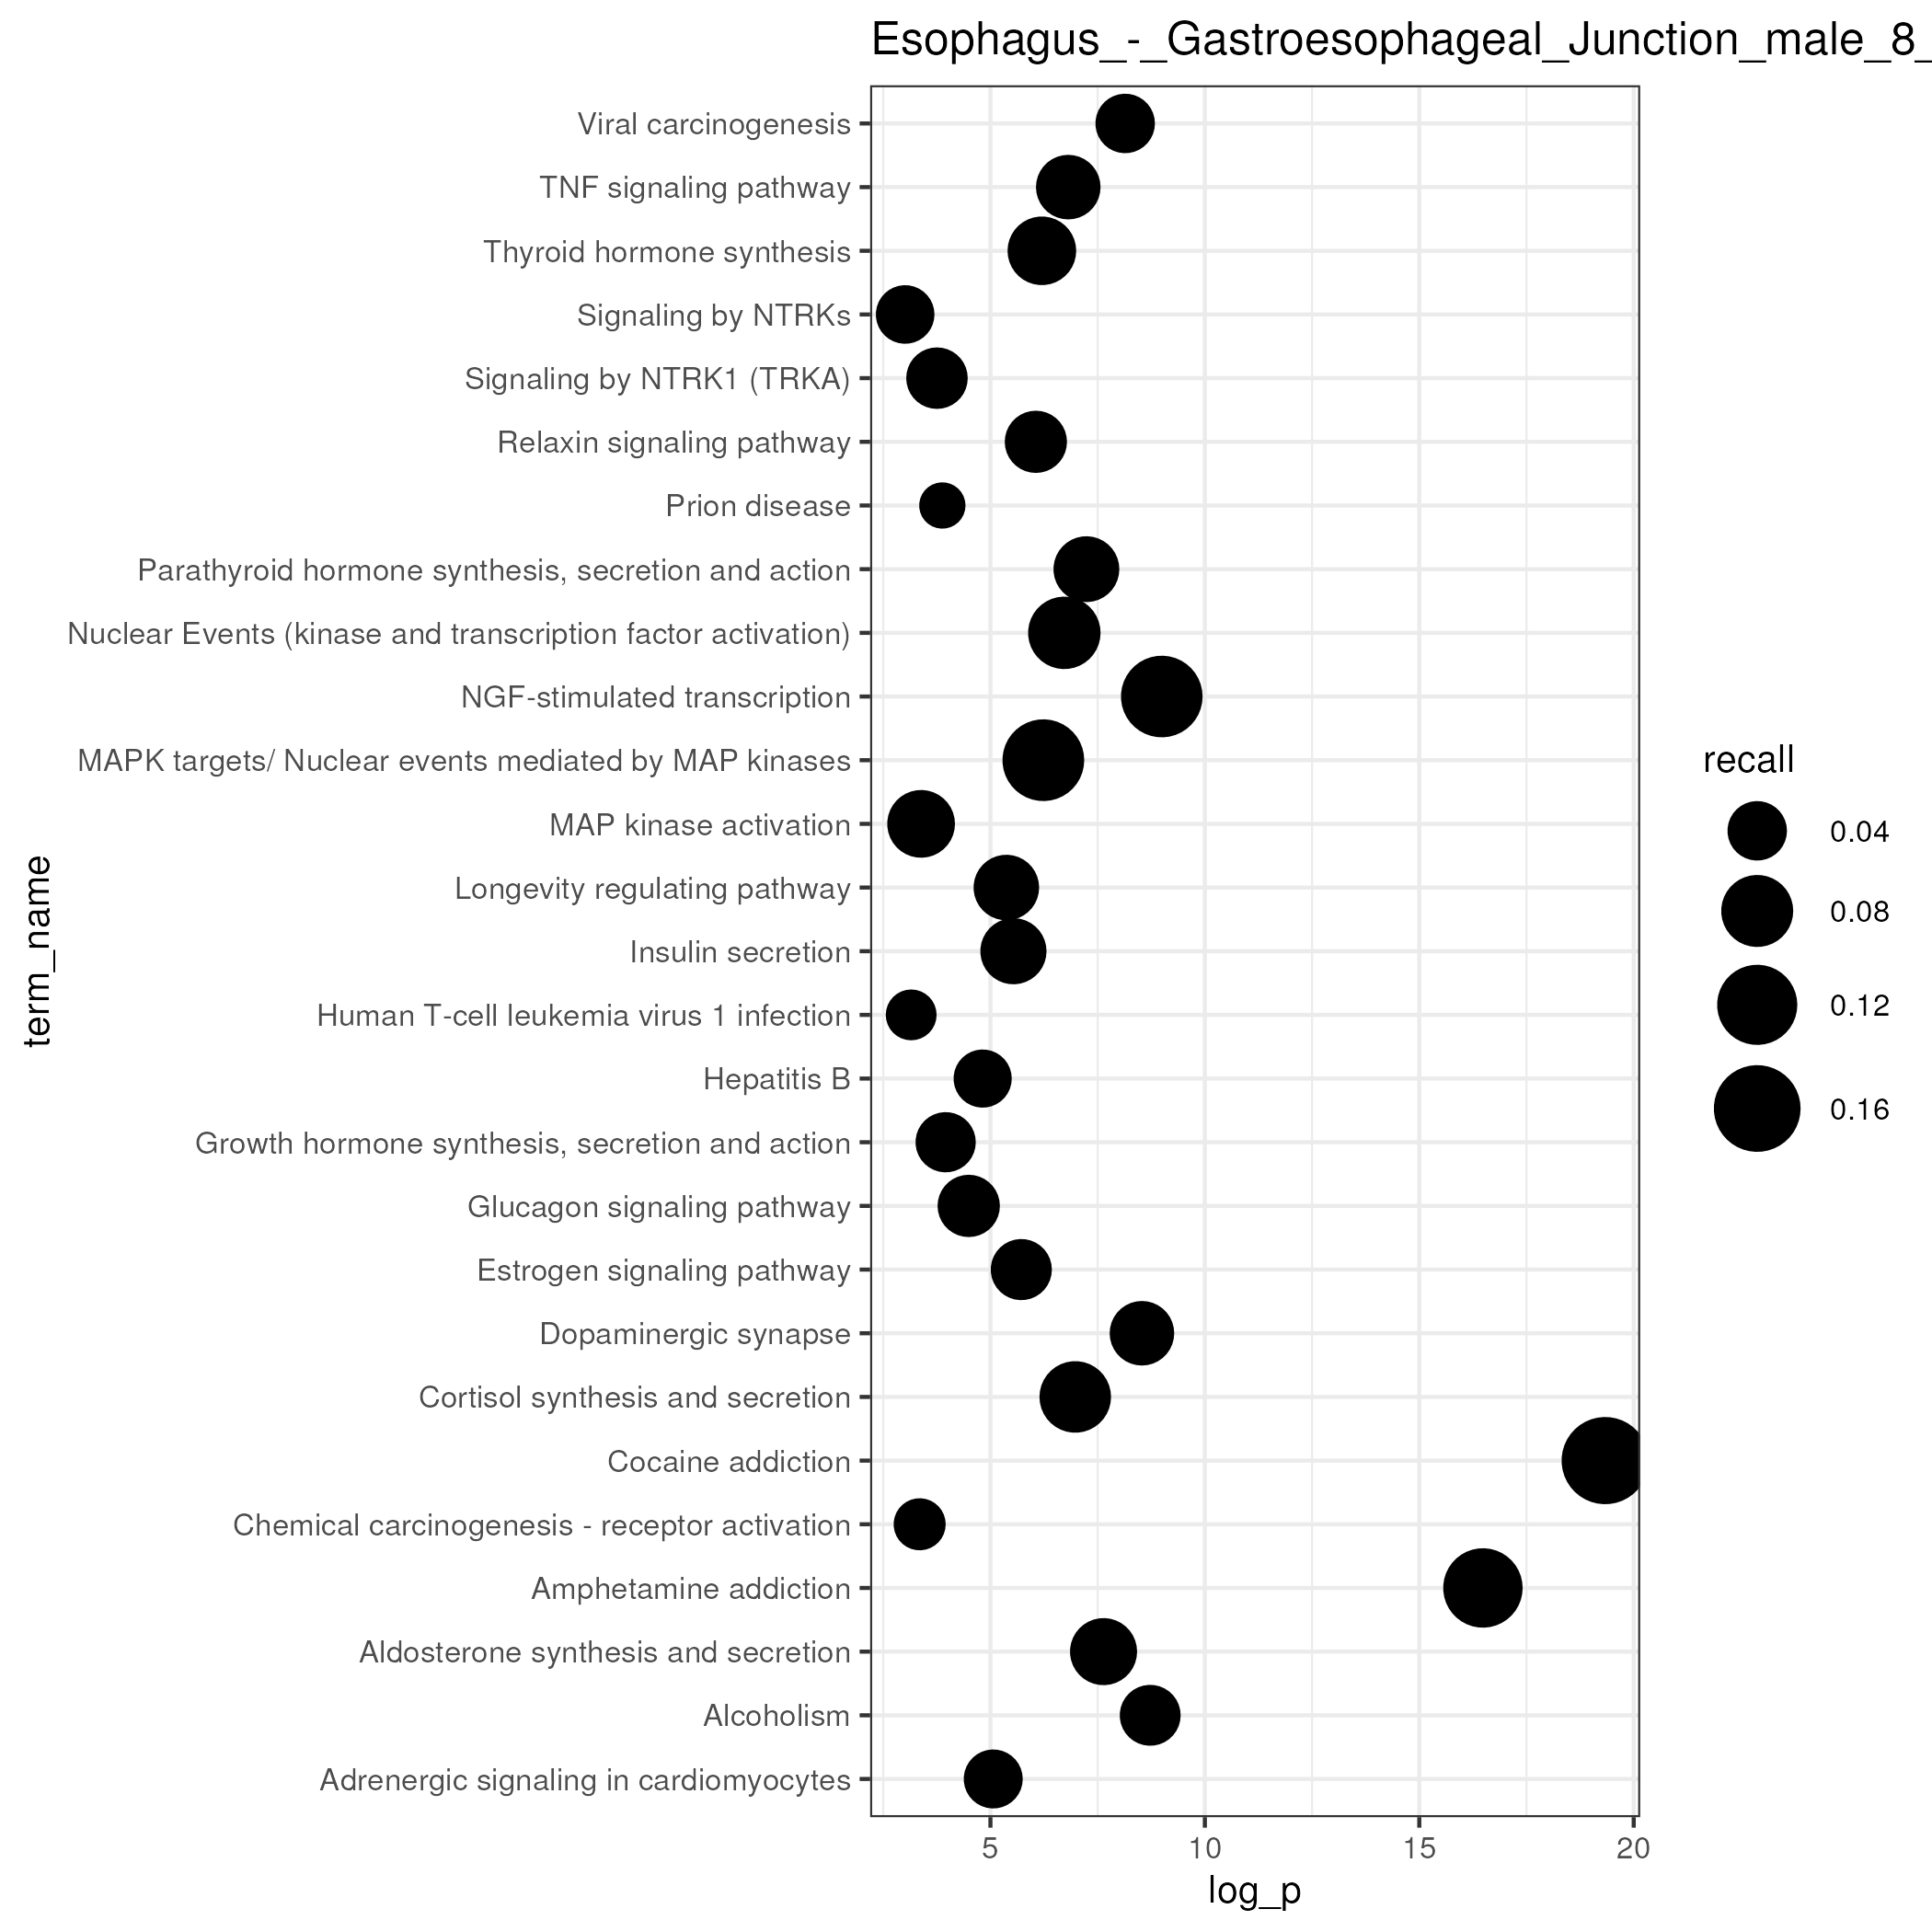 Esophagus_-_Gastroesophageal_Junction_male_8_
Viral carcinogenesis
TNF signaling pathway
Thyroid hormone synthesis
Signaling by NTRKs
Signaling by NTRK1 (TRKA)
Relaxin signaling pathway
Prion disease
Parathyroid hormone synthesis, secretion and action
Nuclear Events (kinase and transcription factor activation)
NGF-stimulated transcription
MAPK targets/ Nuclear events mediated by MAP kinases
MAP kinase activation
Longevity regulating pathway
Insulin secretion
Human T-cell leukemia virus 1 infection
Hepatitis B
Growth hormone synthesis, secretion and action
Glucagon signaling pathway
Estrogen signaling pathway
Dopaminergic synapse
Cortisol synthesis and secretion
Cocaine addiction
Chemical carcinogenesis - receptor activation
Amphetamine addiction
Aldosterone synthesis and secretion
Alcoholism
Adrenergic signaling in cardiomyocytes
term_name
5 10 15 20
log_p
recall
0.04
0.08
0.12
0.16